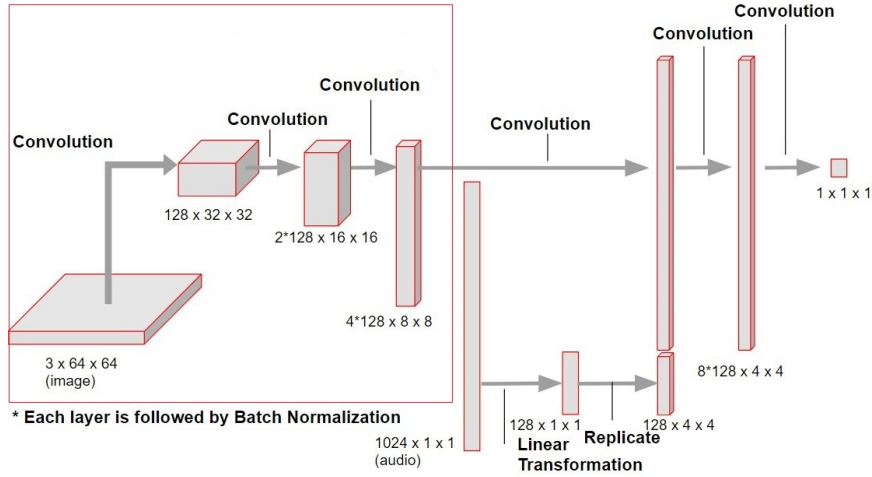 Convolution
Convolution
Convolution
Convolution
Convolution
Convolution
128 x 32 x 32
2*128 x 16 x 16
4*128 x 8 x 8
1 x 1 x 1
3 x 64 x 64
(image)
8*128 x 4 x 4
* Each layer is followed by Batch Normalization
1024 x 1 x 1
(audio)
128 x 1 x 1
Linear
Transformation
Replicate
128 x 4 x 4